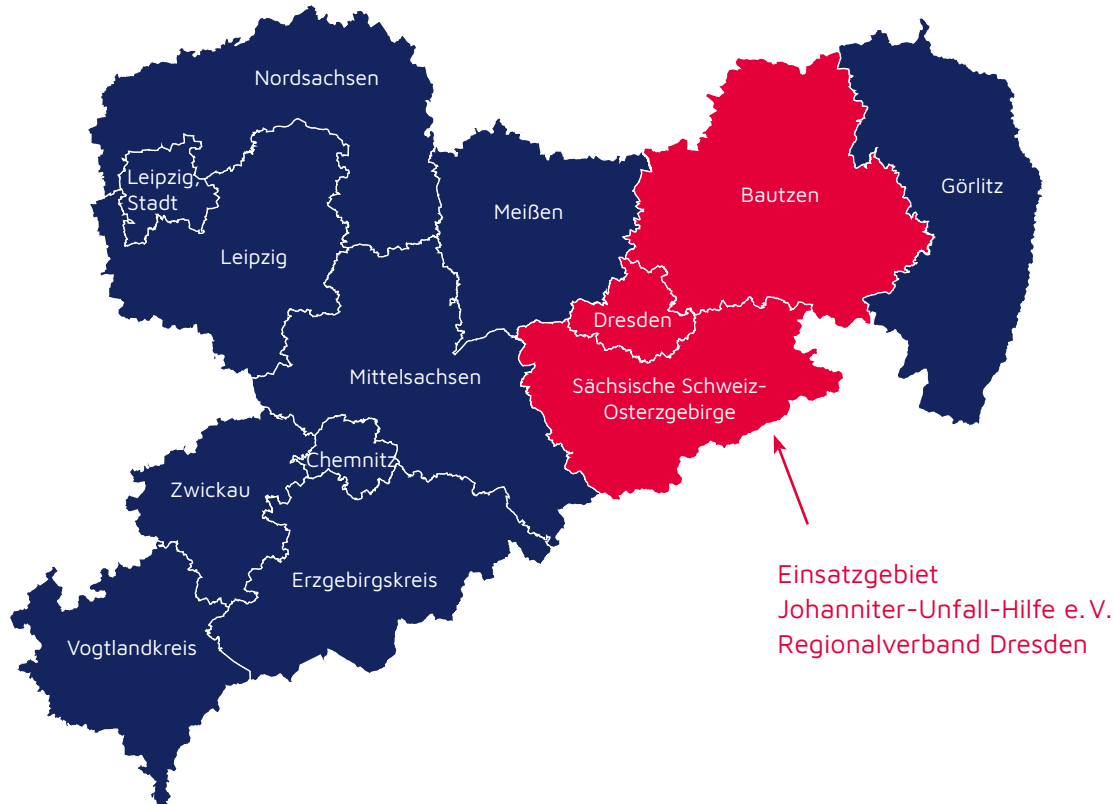 Nordsachsen
Leipzig,
Stadt
Leipzig
Meißen
Bautzen
Görlitz
Dresden
Mittelsachsen
Sächsische Schweiz-
Osterzgebirge
Chemnitz
Zwickau
Erzgebirgskreis
Vogtlandkreis
Einsatzgebiet
Johanniter-Unfall-Hilfe e. V.
Regionalverband Dresden